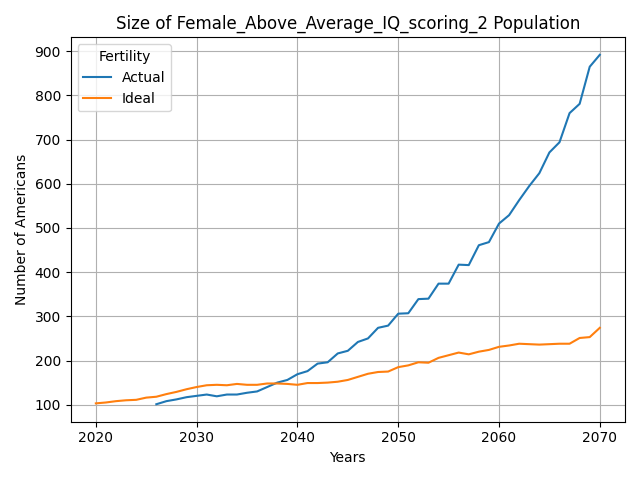 Size of Female_Above_Average_IQ_scoring_2 Population
Fertility
Actual
Ideal
Number of Americans
900
800
700
600
500
400
300
200
100
2020 2030 2040 2050 2060 2070
Years